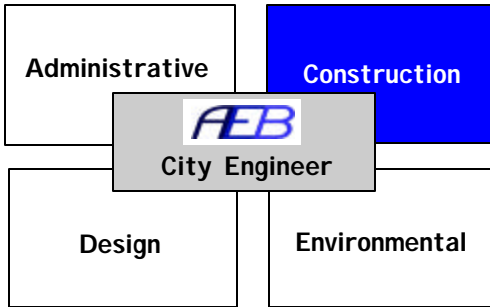 Administrative
Construction
AEB
City Engineer
Design
Environmental